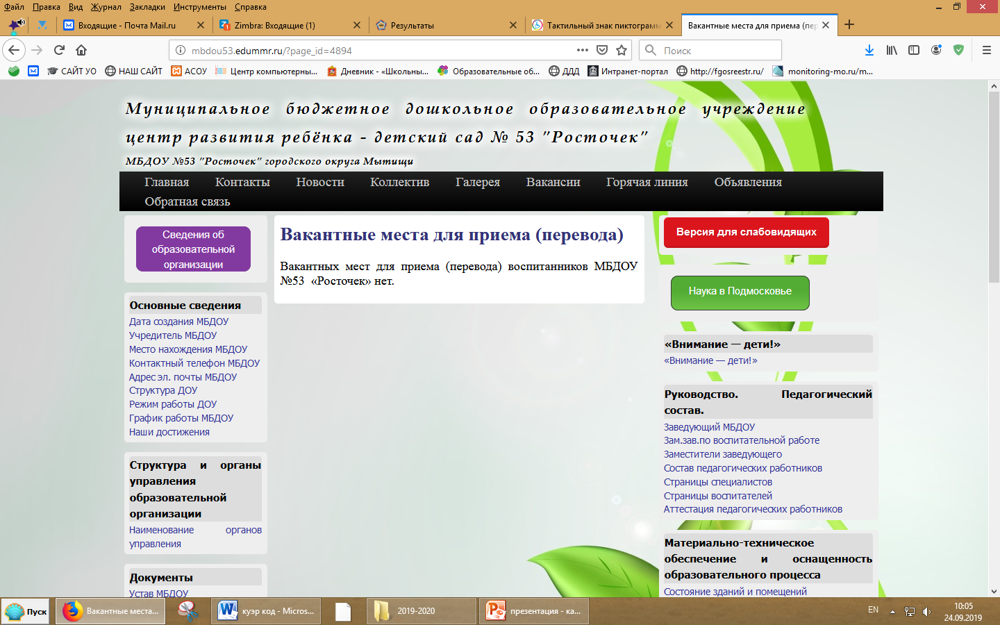 Файл Правка Вид Журнал Закладки Инструменты Справка
Входящие - Почта Mail.ru
Zimbra: Входящие (1)
Результаты
Тактильный знак пиктограмм
Вакантные места для приема (пер
mbdou53.edummr.ru/?page_id=4894
Поиск
САЙТ УО
НАШ САЙТ
АСОУ
Центр компьютерны...
Дневник - «Школьны...
Образовательные об...
ДДД
Интранет-портал
http://fgosreestr.ru/
monitoring-mo.ru/m...
Муниципальное бюджетное дошкольное образовательное учреждение
центр развития ребёнка - детский сад № 53 "Росточек"
МБДОУ №53 "Росточек" городского округа Мытищи
Главная Контакты Новости Коллектив Галерея Вакансии Горячая линия Объявления
Обратная связь
Сведения об
образовательной
организации
Основные сведения
Дата создания МБДОУ
Учредитель МБДОУ
Место нахождения МБДОУ
Контактный телефон МБДОУ
Адрес эл. почты МБДОУ
Структура ДОУ
Режим работы ДОУ
График работы МБДОУ
Наши достижения
Структура и органы
управления
образовательной
организации
Наименование органов
управления
Документы
Устав МБДОУ
Вакантные места для приема (перевода)
Вакантных мест для приема (перевода) воспитанников МБДОУ
№53 «Росточек» нет.
Версия для слабовидящих
Наука в Подмосковье
«Внимание — дети!»
«Внимание — дети!»
Руководство. Педагогический
состав.
Заведующий МБДОУ
Зам.зав.по воспитательной работе
Заместители заведующего
Состав педагогических работников
Страницы специалистов
Страницы воспитателей
Аттестация педагогических работников
Материально-техническое
обеспечение и оснащенность
образовательного процесса
Состояние зданий и помещений
Пуск
Вакантные места...
куэр код - Micros...
2019-2020
презентация - ка...
EN
10:05
24.09.2019